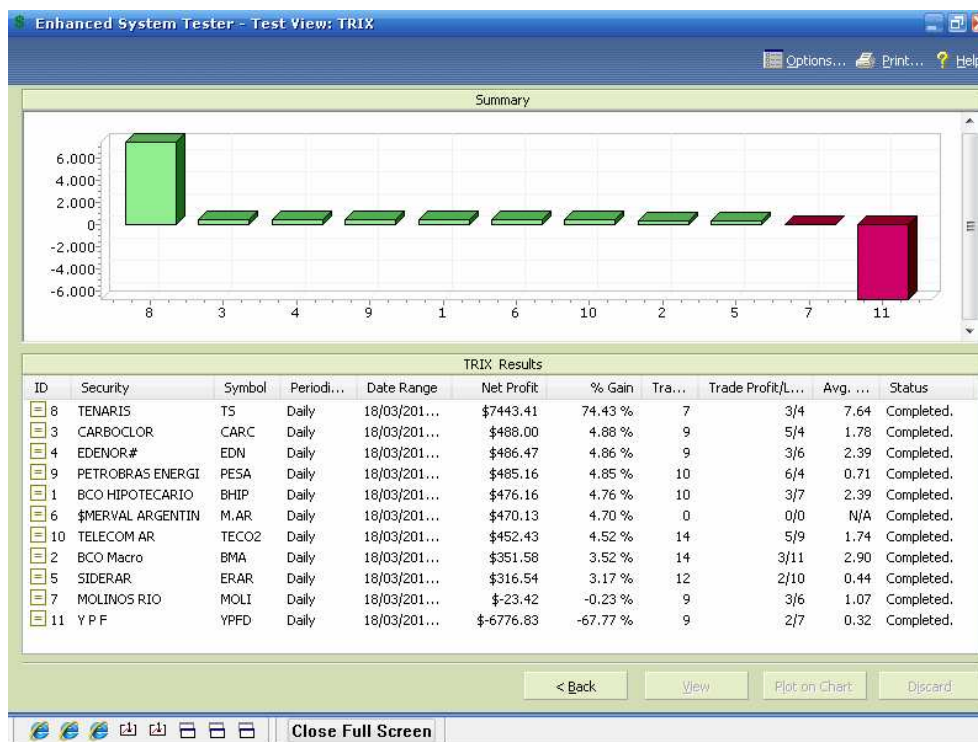 Enhanced System Tester - Test View: TRIX
Options... Print... ? Help
Summary
6.000
4.000
2.000
0
-2.000
-4.000
-6.000
8 3 4 9 1 6 10 2 5 7 11
TRIX Results
ID Security Symbol Periodi... Date Range Net Profit % Gain Tra... Trade Profit/L... Avg. ... Status
8 TENARIS TS Daily 18/03/201... $7443.41 74.43 % 7 3/4 7.64 Completed.
3 CARBOCLOR CARC Daily 18/03/201... $488.00 4.88 % 9 5/4 1.78 Completed.
4 EDENOR# EDN Daily 18/03/201... $486.47 4.86 % 9 3/6 2.39 Completed.
9 PETROBRAS ENERGI PESA Daily 18/03/201... $485.16 4.85 % 10 6/4 0.71 Completed.
1 BCO HIPOTECARIO BHIP Daily 18/03/201... $476.16 4.76 % 10 3/7 2.39 Completed.
6 $MERVAL ARGENTIN M.AR Daily 18/03/201... $470.13 4.70 % 0 0/0 N/A Completed.
10 TELECOM AR TECO2 Daily 18/03/201... $452.43 4.52 % 14 5/9 1.74 Completed.
2 BCO Macro BMA Daily 18/03/201... $351.58 3.52 % 14 3/11 2.90 Completed.
5 SIDERAR ERAR Daily 18/03/201... $316.54 3.17 % 12 2/10 0.44 Completed.
7 MOLINOS RIO MOLI Daily 18/03/201... $-23.42 -0.23 % 9 3/6 1.07 Completed.
11 Y P F YPFD Daily 18/03/201... $-6776.83 -67.77 % 9 2/7 0.32 Completed.
< Back View Plot on Chart Discard
Close Full Screen